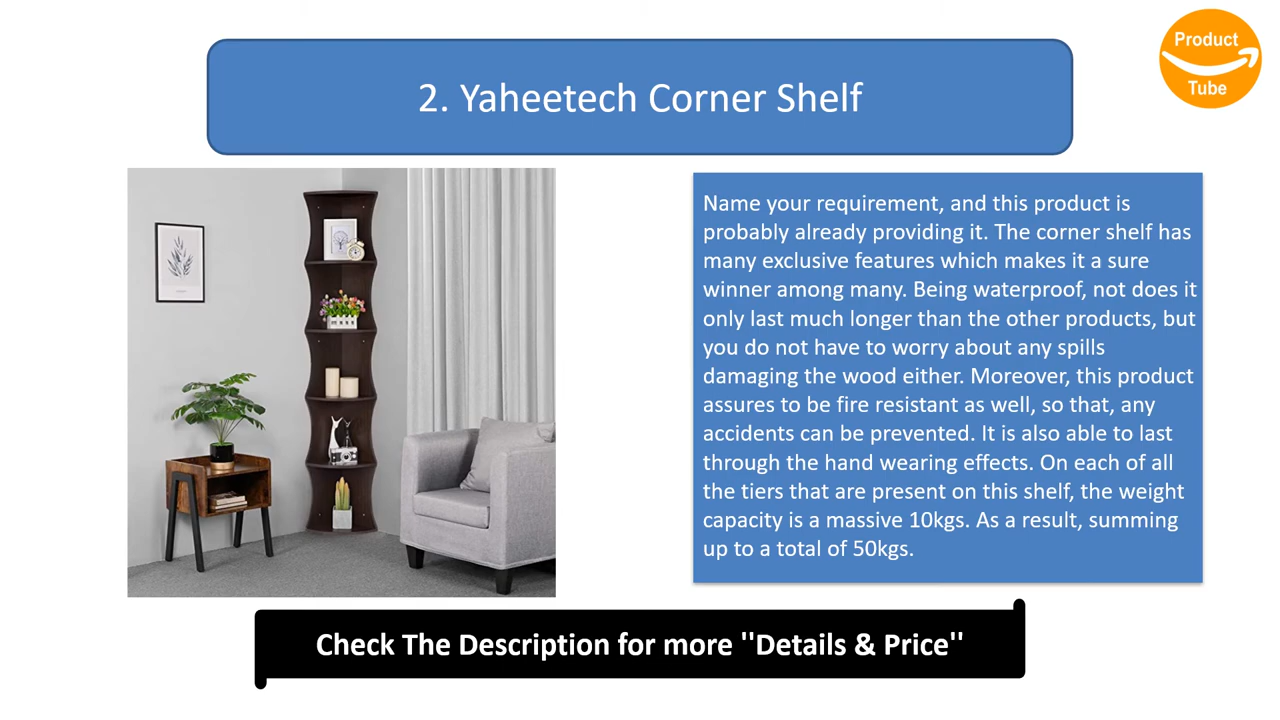 Product
Tube
2. Yaheetech Corner Shelf
Name your requirement, and this product is
probably already providing it. The corner shelf has
many exclusive features which makes it a sure
winner among many. Being waterproof, not does it
only last much longer than the other products, but
you do not have to worry about any spills
damaging the wood either. Moreover, this product
assures to be fire resistant as well, so that, any
accidents can be prevented. It is also able to last
through the hand wearing effects. On each of all
the tiers that are present on this shelf, the weight
capacity is a massive 10kgs. As a result, summing
up to a total of 50kgs.
Check The Description for more ''Details & Price''